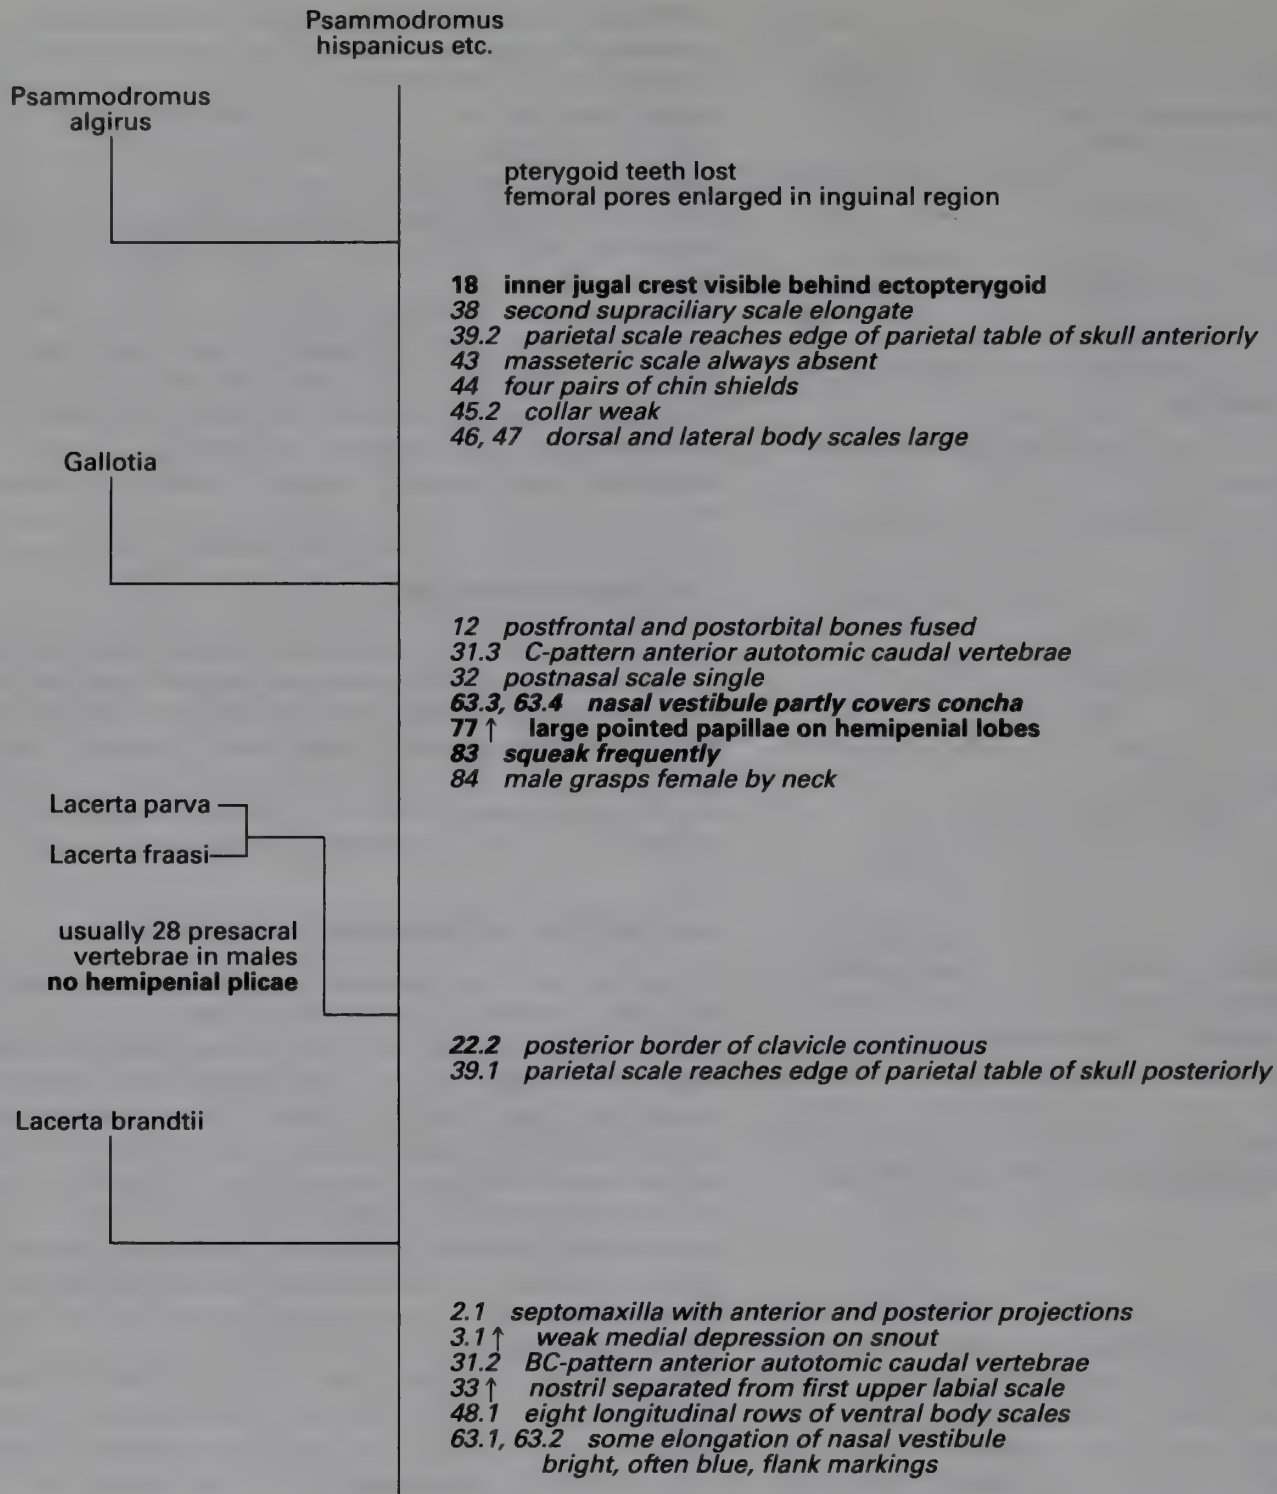 Psammodromus
hispanicus etc.
Psammodromus
algirus
pterygoid teeth lost
femoral pores enlarged in inguinal region
18 inner jugal crest visible behind ectopterygoid
38 second supraciliary scale elongate
39.2 parietal scale reaches edge of parietal table of skull anteriorly
43 masseteric scale always absent
44 four pairs of chin shields
45.2 collar weak
46, 47 dorsal and lateral body scales large
Gallotia
12 postfrontal and postorbital bones fused
31.3 C-pattern anterior autotomic caudal vertebrae
32 postnasal scale single
63.3, 63.4 nasal vestibule partly covers concha
77 ↑ large pointed papillae on hemipenial lobes
83 squeak frequently
84 male grasps female by neck
Lacerta parva
Lacerta fraasi
usually 28 presacral
vertebrae in males
no hemipenial plicae
22.2 posterior border of clavicle continuous
39.1 parietal scale reaches edge of parietal table of skull posteriorly
Lacerta brandtii
2.1 septomaxilla with anterior and posterior projections
3.1 ↑ weak medial depression on snout
31.2 BC-pattern anterior autotomic caudal vertebrae
33 ↑ nostril separated from first upper labial scale
48.1 eight longitudinal rows of ventral body scales
63.1, 63.2 some elongation of nasal vestibule
bright, often blue, flank markings